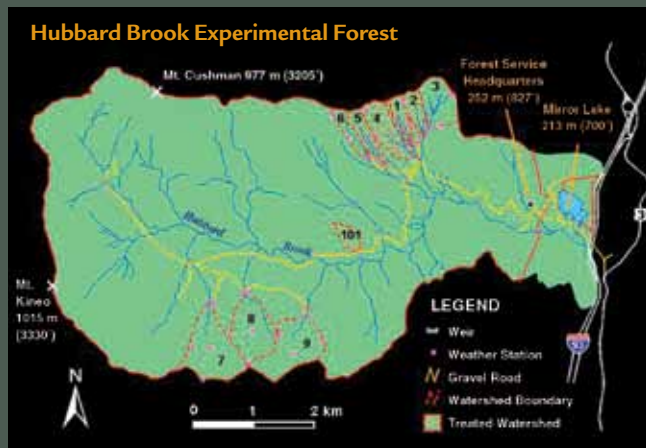 Hubbard Brook Experimental Forest
Mt. Cushman 977 m (3205')
Forest Service
Headquarters
252 m (827')
Mirror Lake
213 m (700')
6
5
4
1
2
3
3
Hubbard
Brook
101
Mt.
Kineo
1015 m
(3330')
7
8
9
N
0 1 2 km
LEGEND
Weir
Weather Station
Gravel Road
Watershed Boundary
Treated Watershed